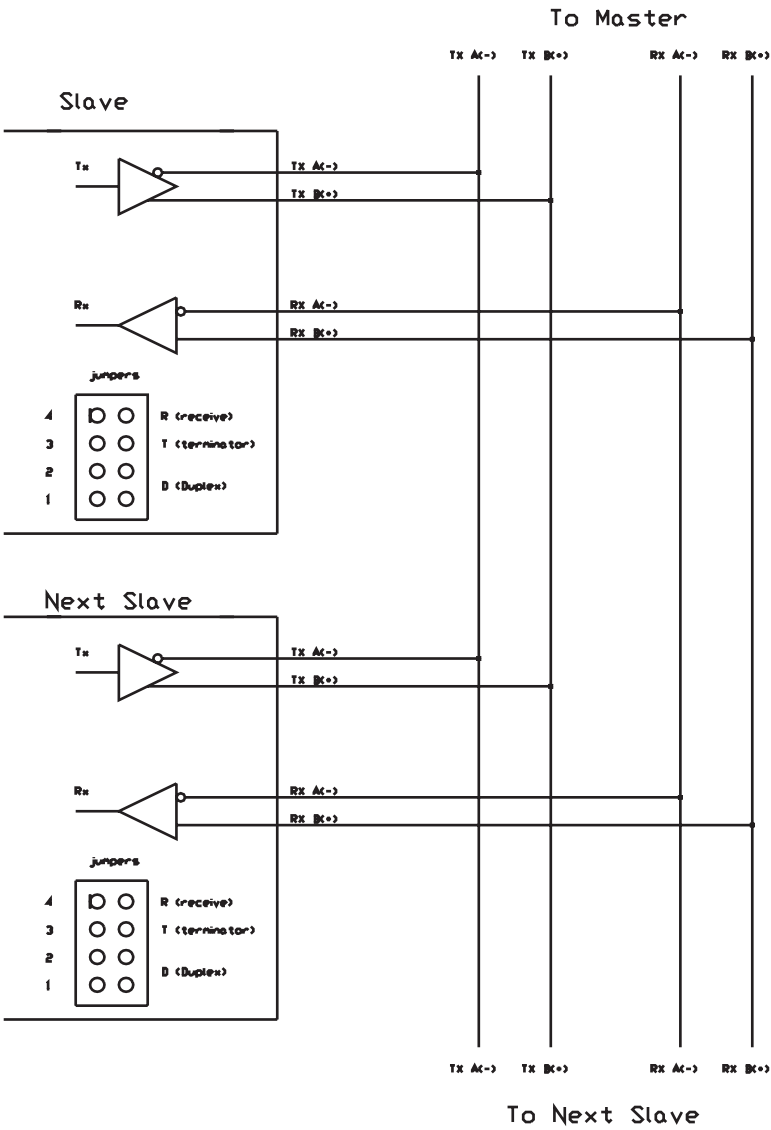 To Master
Tx A(-) Tx B(+) Rx A(-) Rx B(+)
Slave
Tx
Tx A(-)
Tx B(+)
Rx
Rx A(-)
Rx B(+)
jumpers
4 R (receive)
3 T (terminator)
2
D (Duplex)
1
Next Slave
Tx
Tx A(-)
Tx B(+)
Rx
Rx A(-)
Rx B(+)
jumpers
4 R (receive)
3 T (terminator)
2
D (Duplex)
1
Tx A(-) Tx B(+) Rx A(-) Rx B(+)
To Next Slave